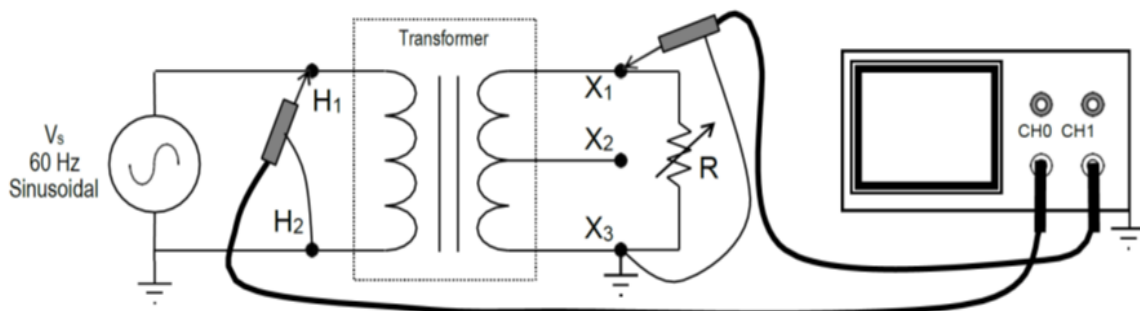 Transformer
Vs
60 Hz
Sinusoidal
H1
H2
X1
X2
X3
R
CH0 CH1